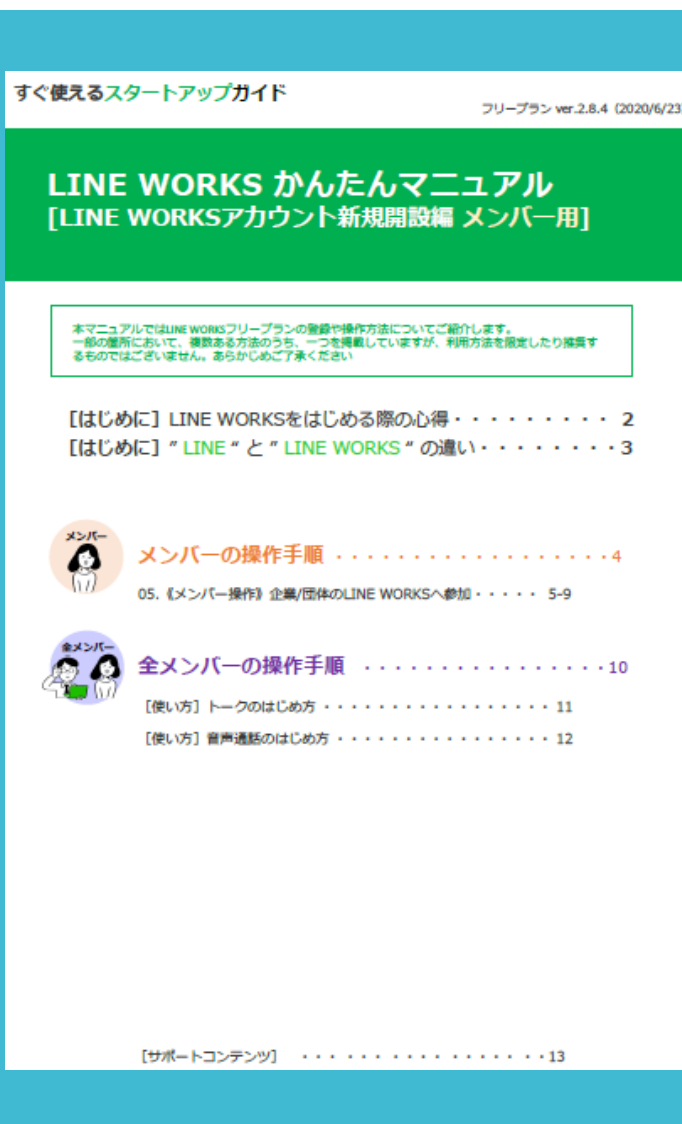 すぐ使えるスタートアップガイド
フリープラン ver.2.8.4（2020/6/23
LINE WORKS かんたんマニュアル
[LINE WORKSアカウント新規開設編 メンバー用]
本マニュアルではLINE WORKSフリープランの登録や操作方法についてご紹介します。
一部の箇所において、複数ある方法のうち、一つを掲載していますが、利用方法を限定したり推奨す
るものではございません。あらかじめご了承ください
［はじめに］LINE WORKSをはじめる際の心得・・・・・・・・・ 2
［はじめに］” LINE “ と ” LINE WORKS “ の違い・・・・・・・・3
メンバー
メンバーの操作手順 ・・・・・・・・・・・・・・・・・・4
05.《メンバー操作》企業/団体のLINE WORKSへ参加・・・・・ 5-9
全メンバー
全メンバーの操作手順 ・・・・・・・・・・・・・・・・10
［使い方］トークのはじめ方・・・・・・・・・・・・・・・・・・ 11
［使い方］音声通話のはじめ方・・・・・・・・・・・・・・・・・ 12
［サポートコンテンツ］ ・・・・・・・・・・・・・・・・・13